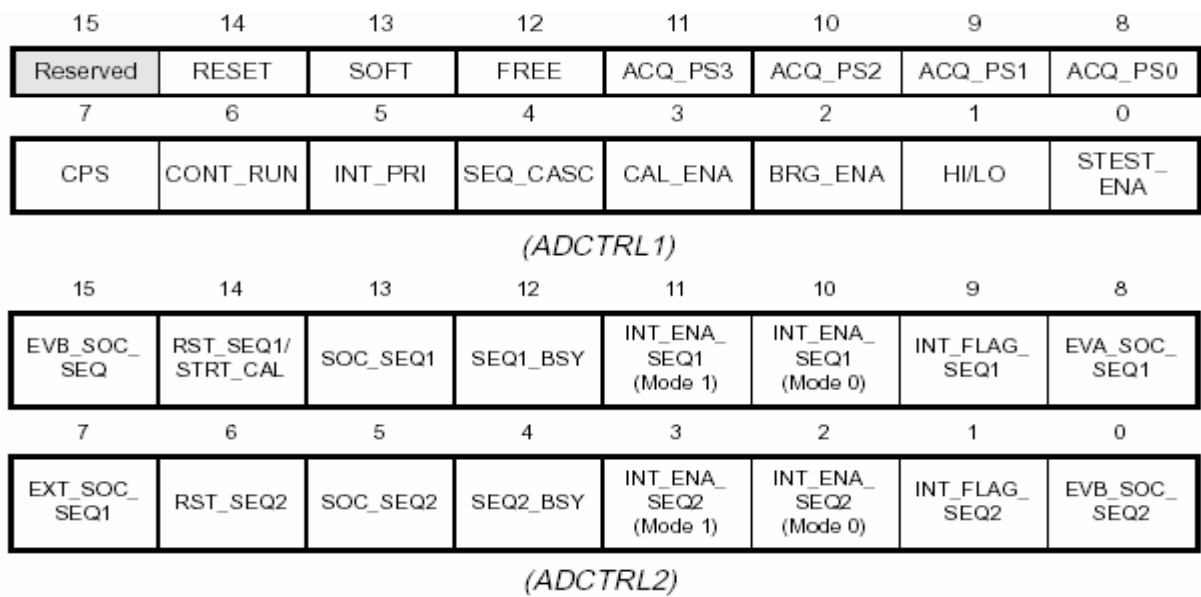 15 14 13 12 11 10 9 8
Reserved RESET SOFT FREE ACQ_PS3 ACQ_PS2 ACQ_PS1 ACQ_PS0
7 6 5 4 3 2 1 0
CPS CONT_RUN INT_PRI SEQ_CASC CAL_ENA BRG_ENA HI/LO STEST_
ENA
(ADCTRL1)
15 14 13 12 11 10 9 8
EVB_SOC_
SEQ
RST_SEQ1/
STRT_CAL
SOC_SEQ1
SEQ1_BSY
INT_ENA_
SEQ1
(Mode 1)
INT_ENA_
SEQ1
(Mode 0)
INT_FLAG_
SEQ1
EVA_SOC_
SEQ1
7 6 5 4 3 2 1 0
EXT_SOC_
SEQ1
RST_SEQ2
SOC_SEQ2
SEQ2_BSY
INT_ENA_
SEQ2
(Mode 1)
INT_ENA_
SEQ2
(Mode 0)
INT_FLAG_
SEQ2
EVB_SOC_
SEQ2
(ADCTRL2)